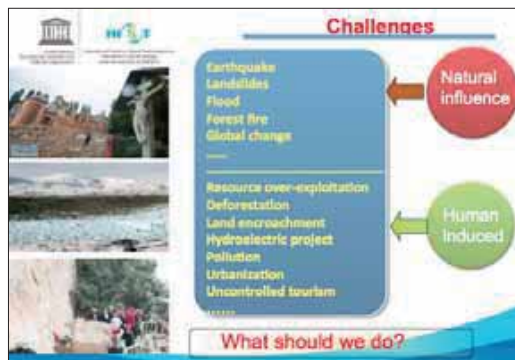 Challenges
Earthquake
Landslides
Flood
Forest fire
Global change
......
Resource over-exploitation
Deforestation
Land encroachment
Hydroelectric project
Pollution
Urbanization
Uncontrolled tourism
......
Natural
influence
Human
Induced
What should we do?